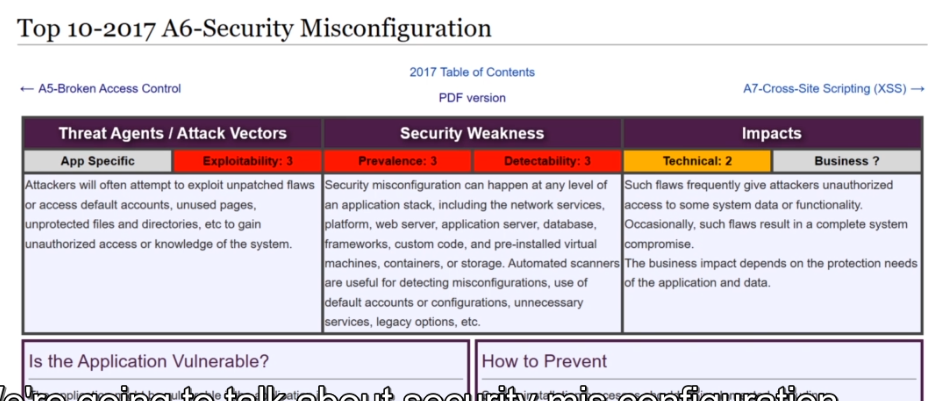 Top 10-2017 A6-Security Misconfiguration
2017 Table of Contents
← A5-Broken Access Control
PDF version
A7-Cross-Site Scripting (XSS) →
Threat Agents / Attack Vectors Security Weakness Impacts
App Specific Exploitability: 3 Prevalence: 3 Detectability: 3 Technical: 2 Business ?
Attackers will often attempt to exploit unpatched flaws
or access default accounts, unused pages,
unprotected files and directories, etc to gain
unauthorized access or knowledge of the system.
Security misconfiguration can happen at any level of
an application stack, including the network services,
platform, web server, application server, database,
frameworks, custom code, and pre-installed virtual
machines, containers, or storage. Automated scanners
are useful for detecting misconfigurations, use of
default accounts or configurations, unnecessary
services, legacy options, etc.
Such flaws frequently give attackers unauthorized
access to some system data or functionality.
Occasionally, such flaws result in a complete system
compromise.
The business impact depends on the protection needs
of the application and data.
Is the Application Vulnerable?
How to Prevent
going to talk about security mis configuration